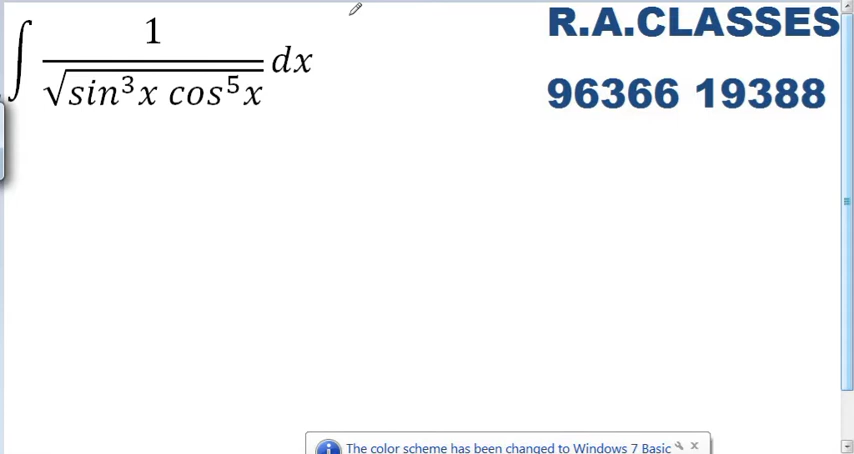 ∫ 1/√(sin³x cos⁵x) dx
R.A.CLASSES
96366 19388
The color scheme has been changed to Windows 7 Basic